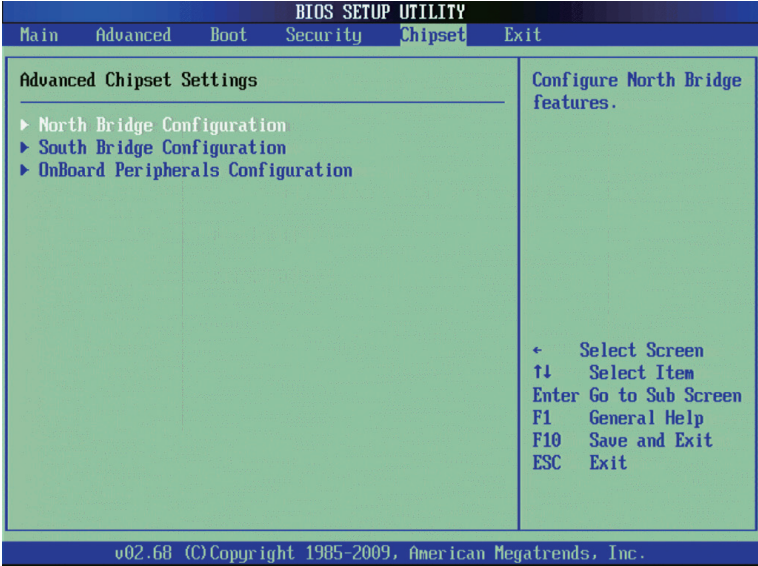 BIOS SETUP UTILITY
Main Advanced Boot Security Chipset Exit
Advanced Chipset Settings
▶ North Bridge Configuration
▶ South Bridge Configuration
▶ OnBoard Peripherals Configuration
Configure North Bridge
features.
← Select Screen
↑↓ Select Item
Enter Go to Sub Screen
F1 General Help
F10 Save and Exit
ESC Exit
v02.68 (C)Copyright 1985-2009, American Megatrends, Inc.